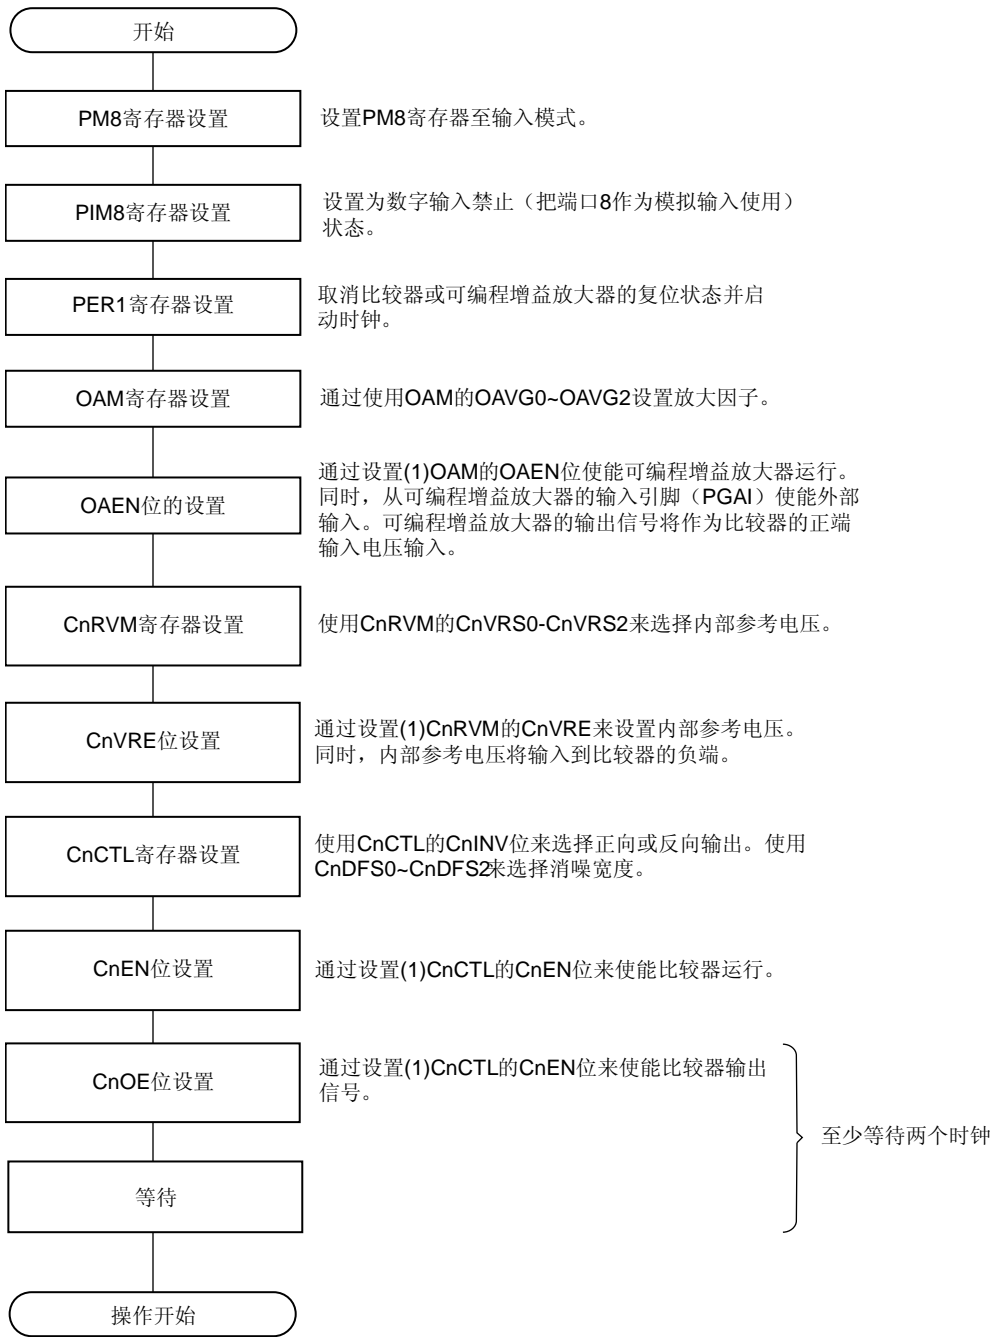 开始
PM8寄存器设置
设置PM8寄存器至输入模式。
PIM8寄存器设置
设置为数字输入禁止（把端口8作为模拟输入使用）
状态。
PER1寄存器设置
取消比较器或可编程增益放大器的复位状态并启
动时钟。
OAM寄存器设置
通过使用OAM的OAVG0~OAVG2设置放大因子。
OAEN位的设置
通过设置(1)OAM的OAEN位使能可编程增益放大器运行。
同时，从可编程增益放大器的输入引脚（PGAI）使能外部
输入。可编程增益放大器的输出信号将作为比较器的正端
输入电压输入。
CnRVM寄存器设置
使用CnRVM的CnVRS0-CnVRS2来选择内部参考电压。
CnVRE位设置
通过设置(1)CnRVM的CnVRE来设置内部参考电压。
同时，内部参考电压将输入到比较器的负端。
CnCTL寄存器设置
使用CnCTL的CnINV位来选择正向或反向输出。使用
CnDFS0~CnDFS2来选择消噪宽度。
CnEN位设置
通过设置(1)CnCTL的CnEN位来使能比较器运行。
CnOE位设置
通过设置(1)CnCTL的CnEN位来使能比较器输出
信号。
至少等待两个时钟
等待
操作开始